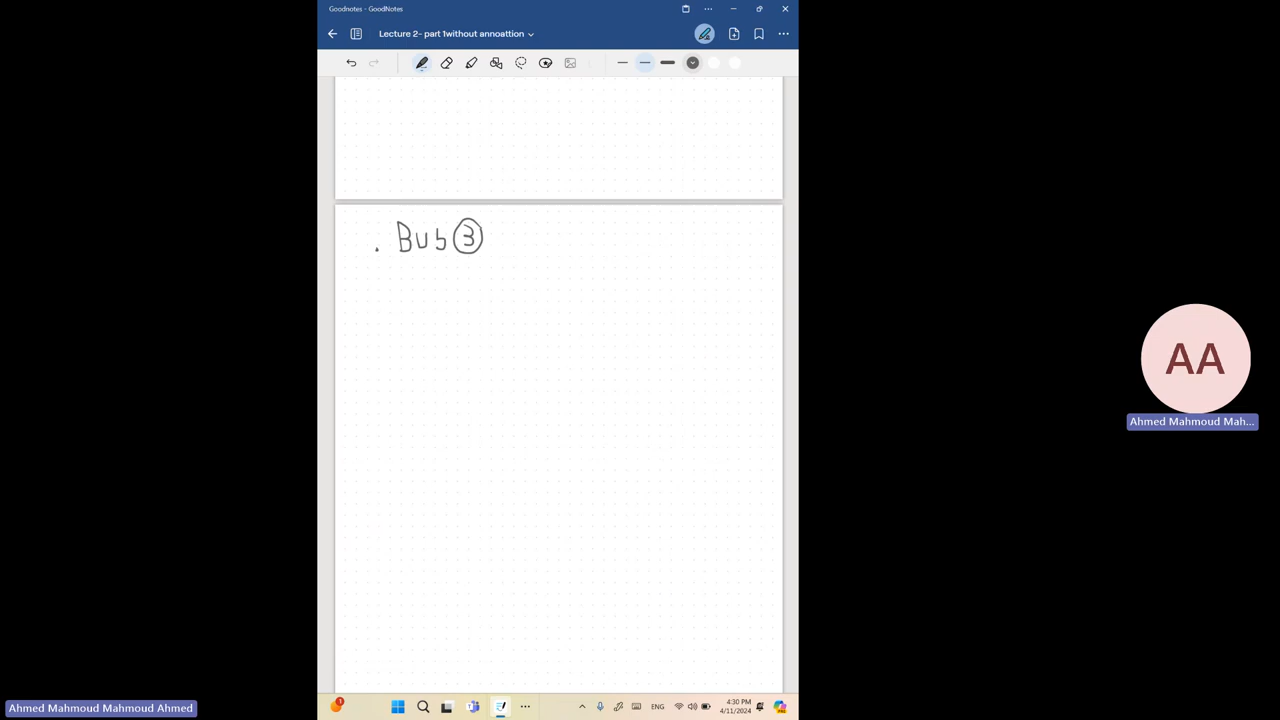 Goodnotes - GoodNotes
Lecture 2- part 1without annoattion
. Bus 3
AA
Ahmed Mahmoud Mah...
1
ENG
4:30 PM
4/11/2024
Ahmed Mahmoud Mahmoud Ahmed